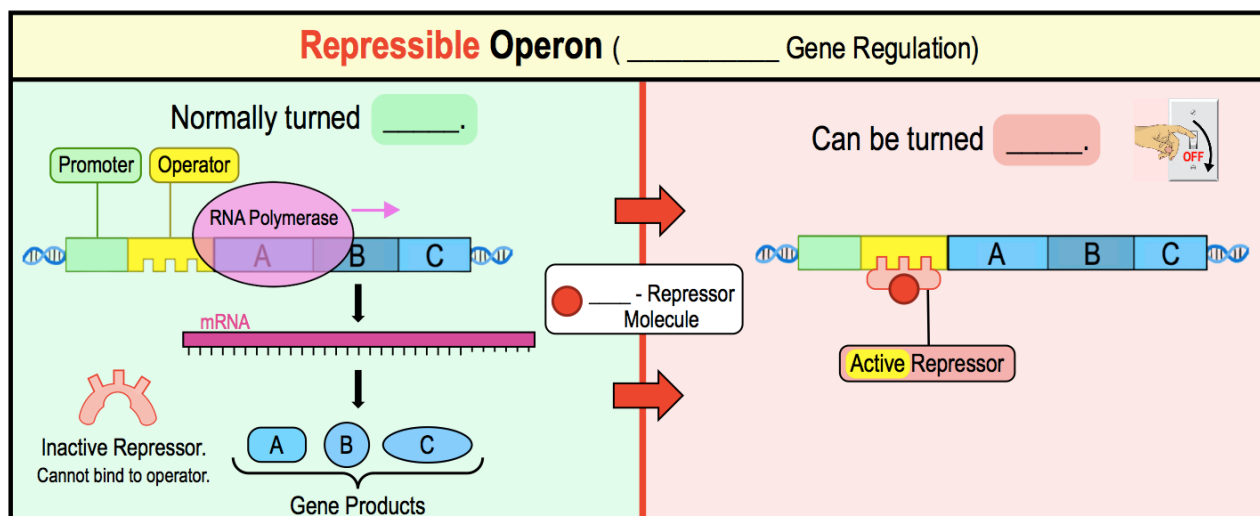 Repressible Operon ( ___________ Gene Regulation)
Normally turned _____.
Promoter
Operator
RNA Polymerase
A B C
mRNA
Inactive Repressor.
Cannot bind to operator.
A B C
Gene Products
____ - Repressor
Molecule
Can be turned _____.
OFF
A B C
Active Repressor